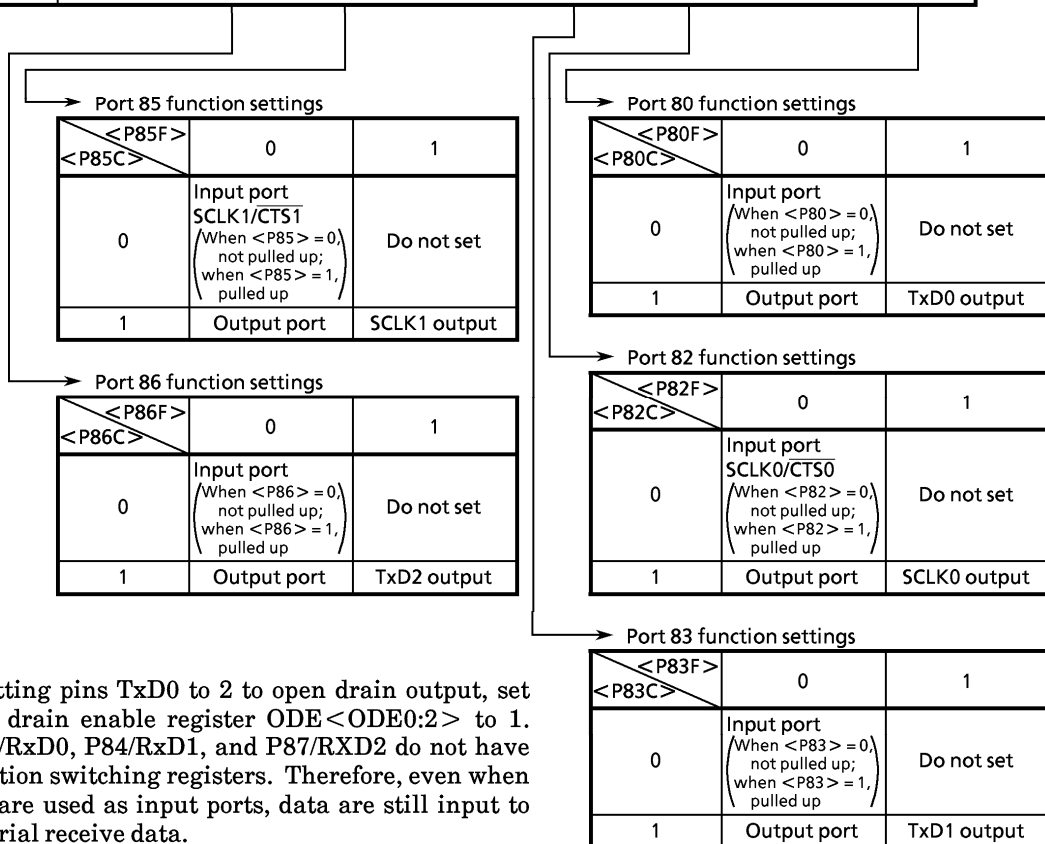 Port 85 function settings
<P85F>
<P85C>
0
1
0
Input port
SCLK1/CTS1
(When <P85> = 0,
not pulled up;
when <P85> = 1,
pulled up)
Do not set
1
Output port
SCLK1 output
Port 86 function settings
<P86F>
<P86C>
0
1
0
Input port
(When <P86> = 0,
not pulled up;
when <P86> = 1,
pulled up)
Do not set
1
Output port
TxD2 output
tting pins TxD0 to 2 to open drain output, set
drain enable register ODE<ODE0:2> to 1.
/RxD0, P84/RxD1, and P87/RXD2 do not have
tion switching registers. Therefore, even when
are used as input ports, data are still input to
rial receive data.
Port 80 function settings
<P80F>
<P80C>
0
1
0
Input port
(When <P80> = 0,
not pulled up;
when <P80> = 1,
pulled up)
Do not set
1
Output port
TxD0 output
Port 82 function settings
<P82F>
<P82C>
0
1
0
Input port
SCLK0/CTS0
(When <P82> = 0,
not pulled up;
when <P82> = 1,
pulled up)
Do not set
1
Output port
SCLK0 output
Port 83 function settings
<P83F>
<P83C>
0
1
0
Input port
(When <P83> = 0,
not pulled up;
when <P83> = 1,
pulled up)
Do not set
1
Output port
TxD1 output